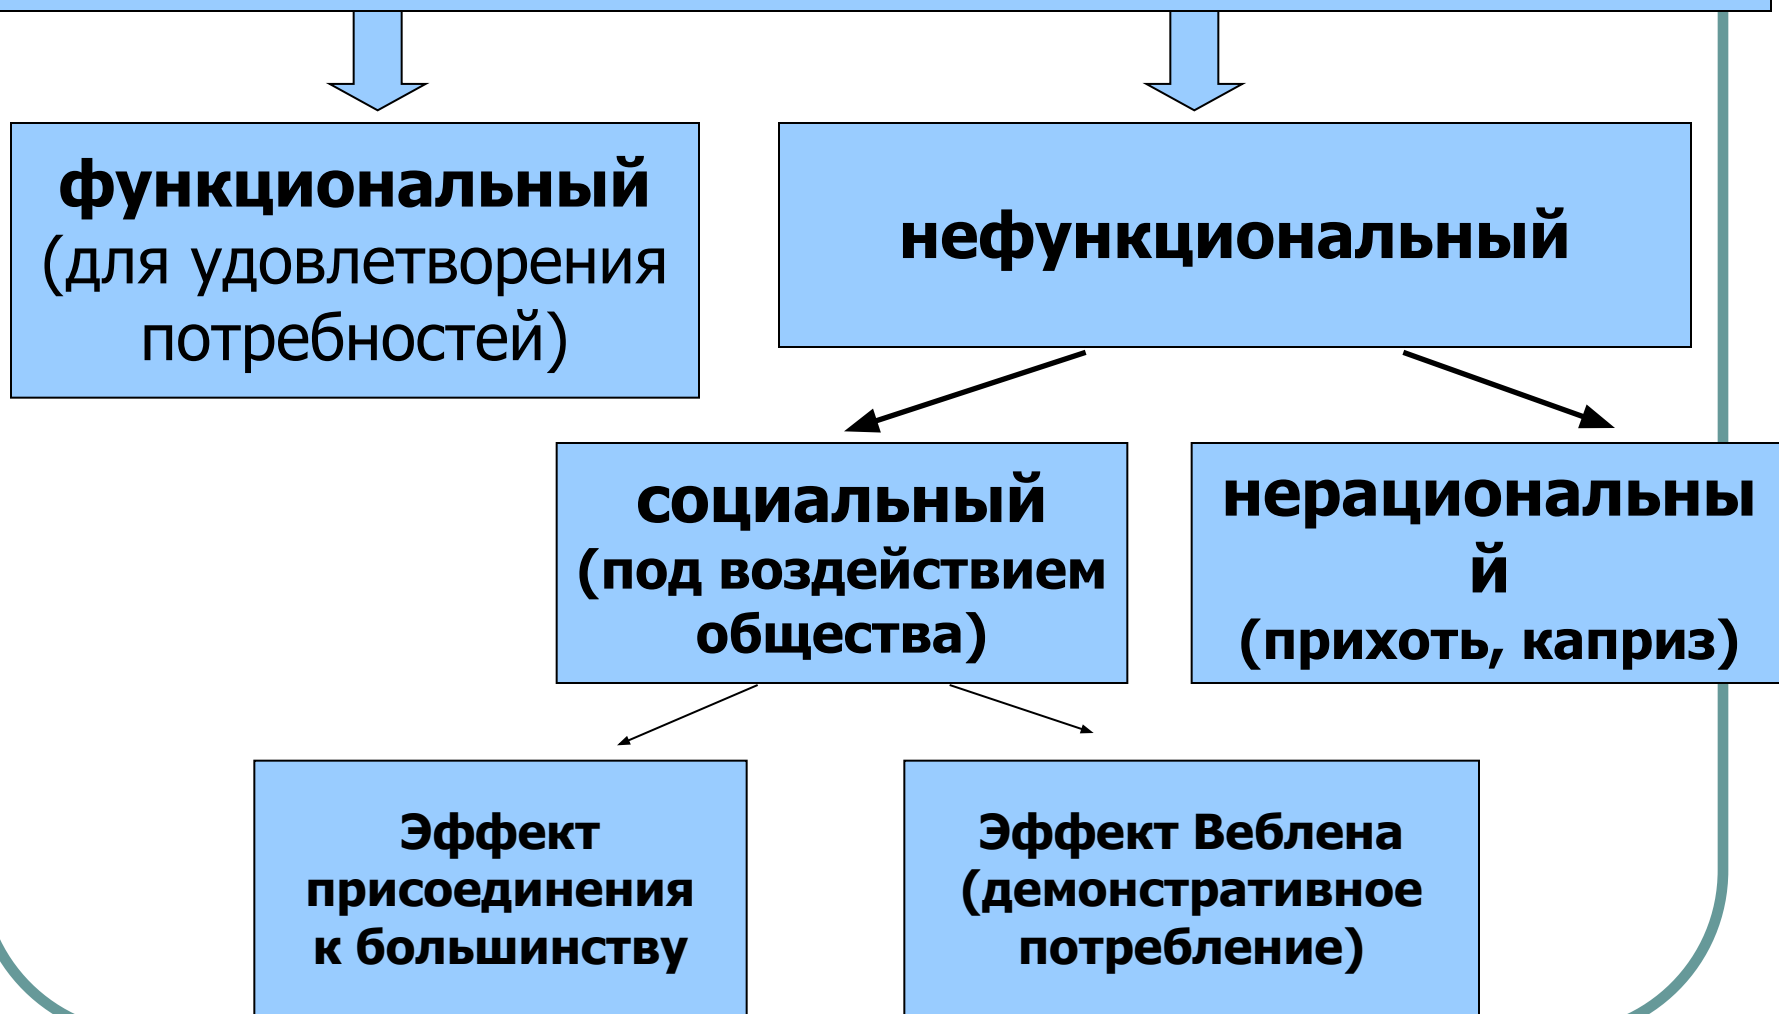 функциональный
(для удовлетворения
потребностей)
нефункциональный
социальный
(под воздействием
общества)
нерациональны
й
(прихоть, каприз)
Эффект
присоединения
к большинству
Эффект Веблена
(демонстративное
потребление)